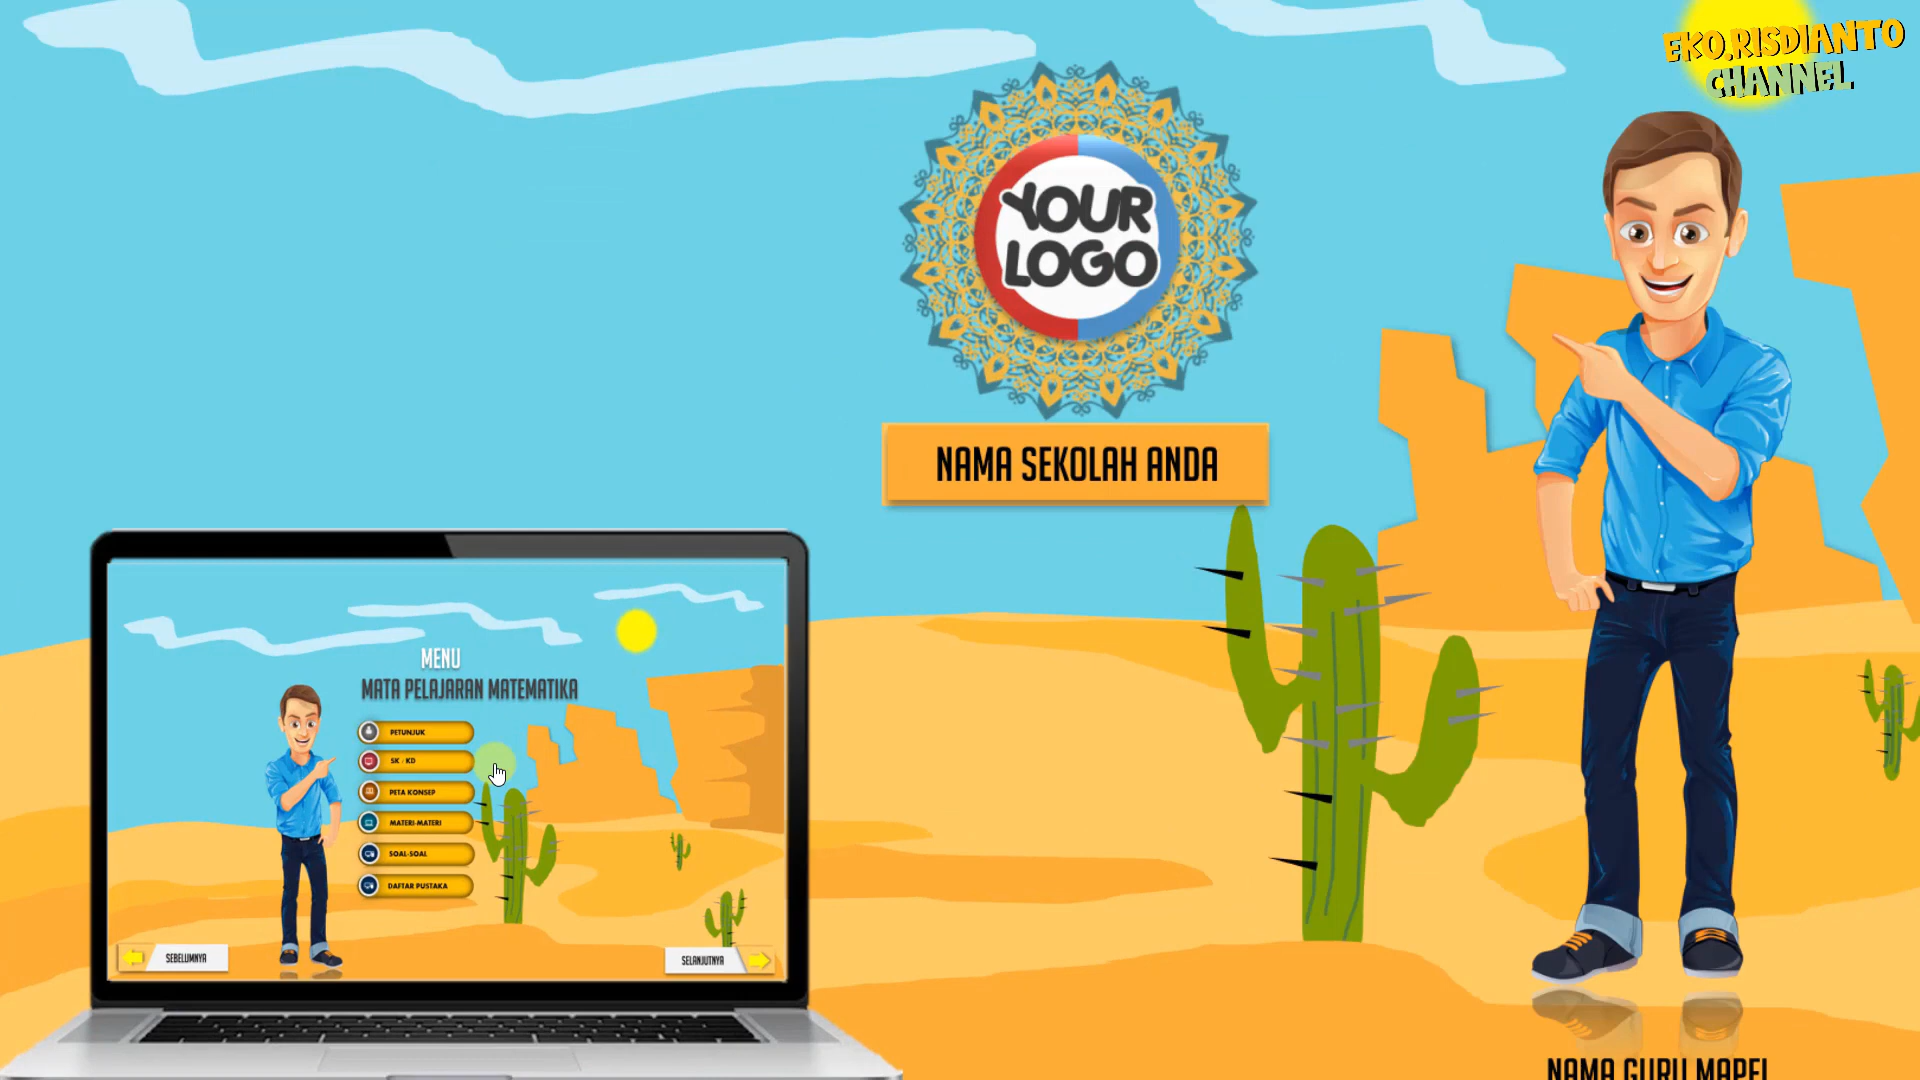 EKO.RISDIANTO
CHANNEL
YOUR
LOGO
NAMA SEKOLAH ANDA
MENU
MATA PELAJARAN MATEMATIKA
PETUNJUK
SK / KD
PETA KONSEP
MATERI-MATERI
SOAL-SOAL
DAFTAR PUSTAKA
SEBELUMNYA
SELANJUTNYA
NAMA GURU MAPEL